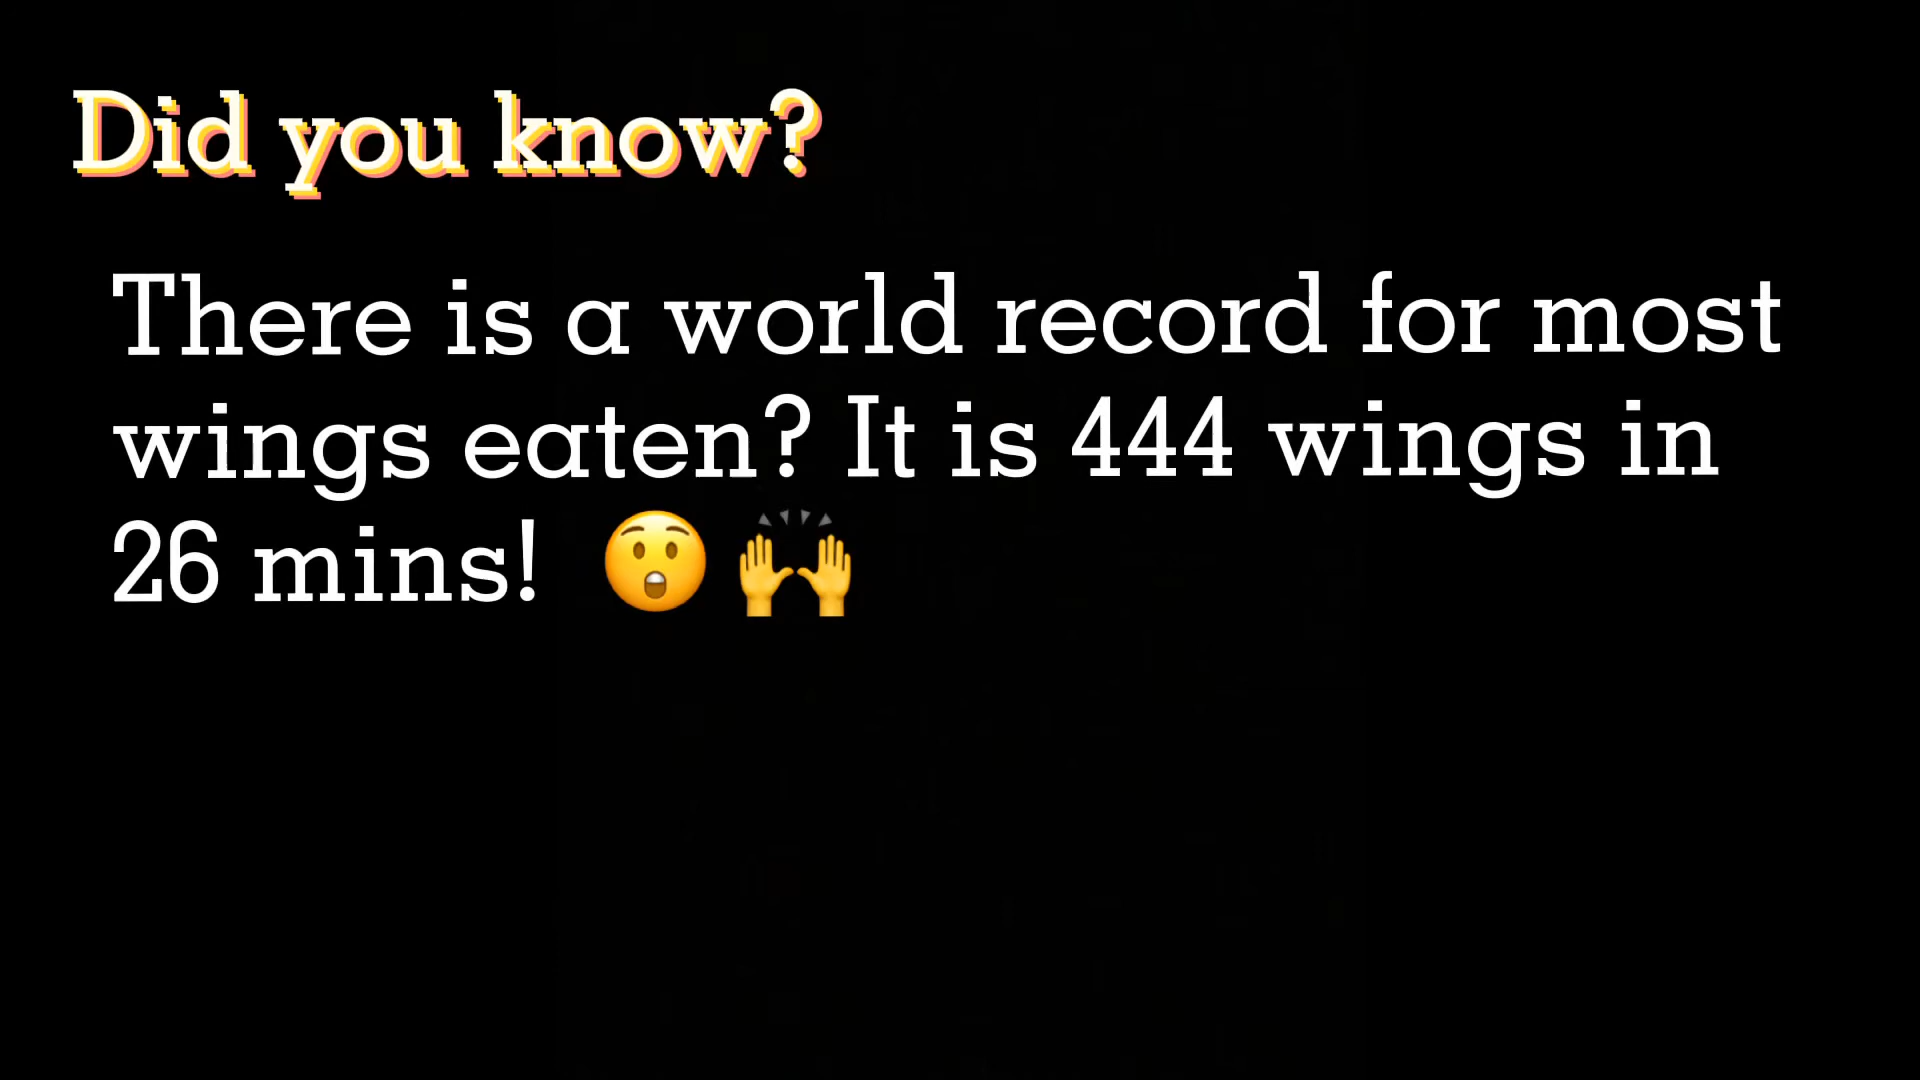 Did you know?
There is a world record for most
wings eaten? It is 444 wings in
26 mins! 😲 🙌